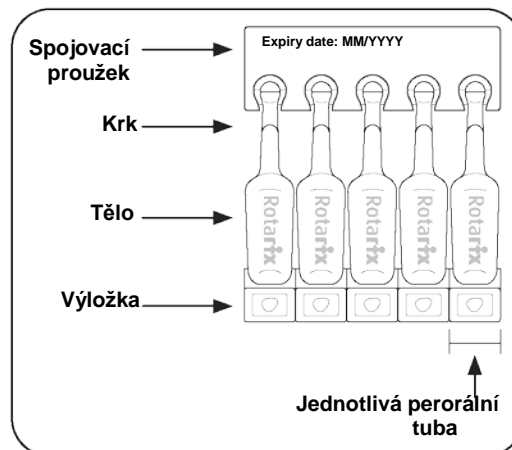 Spojovací
proužek
Expiry date: MM/YYYY
Krk
Tělo
Rotarix
Rotarix
Rotarix
Rotarix
Rotarix
Výložka
Jednotlivá perorální
tuba